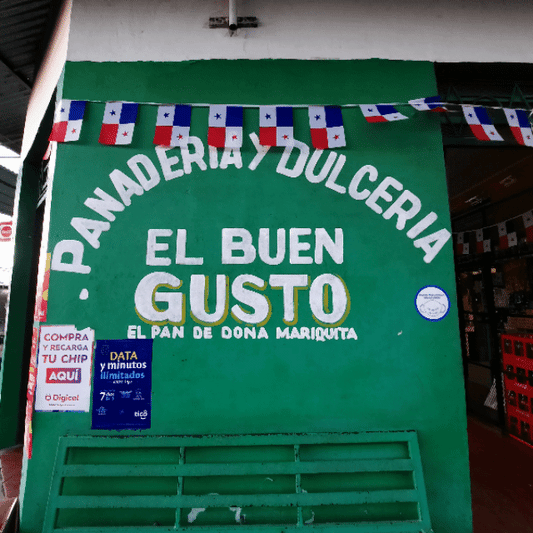 PANADERIA Y DULCERIA
EL BUEN
GUSTO
EL PAN DE DONA MARIQUITA
COMPRA
Y RECARGA
TU CHIP
AQUÍ
Digicel
DATA
y minutos
ilimitados
7
tigo